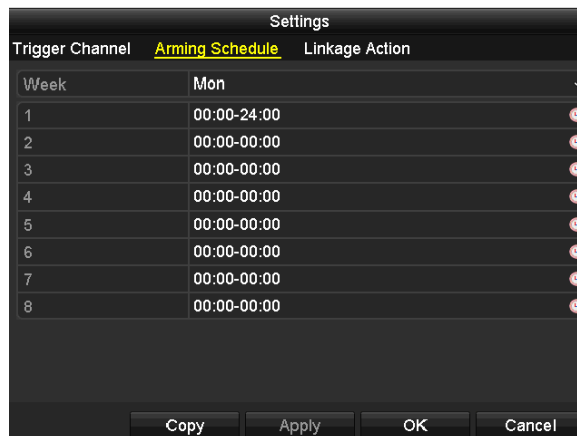 Settings
Trigger Channel Arming Schedule Linkage Action
Week Mon
1 00:00-24:00
2 00:00-00:00
3 00:00-00:00
4 00:00-00:00
5 00:00-00:00
6 00:00-00:00
7 00:00-00:00
8 00:00-00:00
Copy Apply OK Cancel